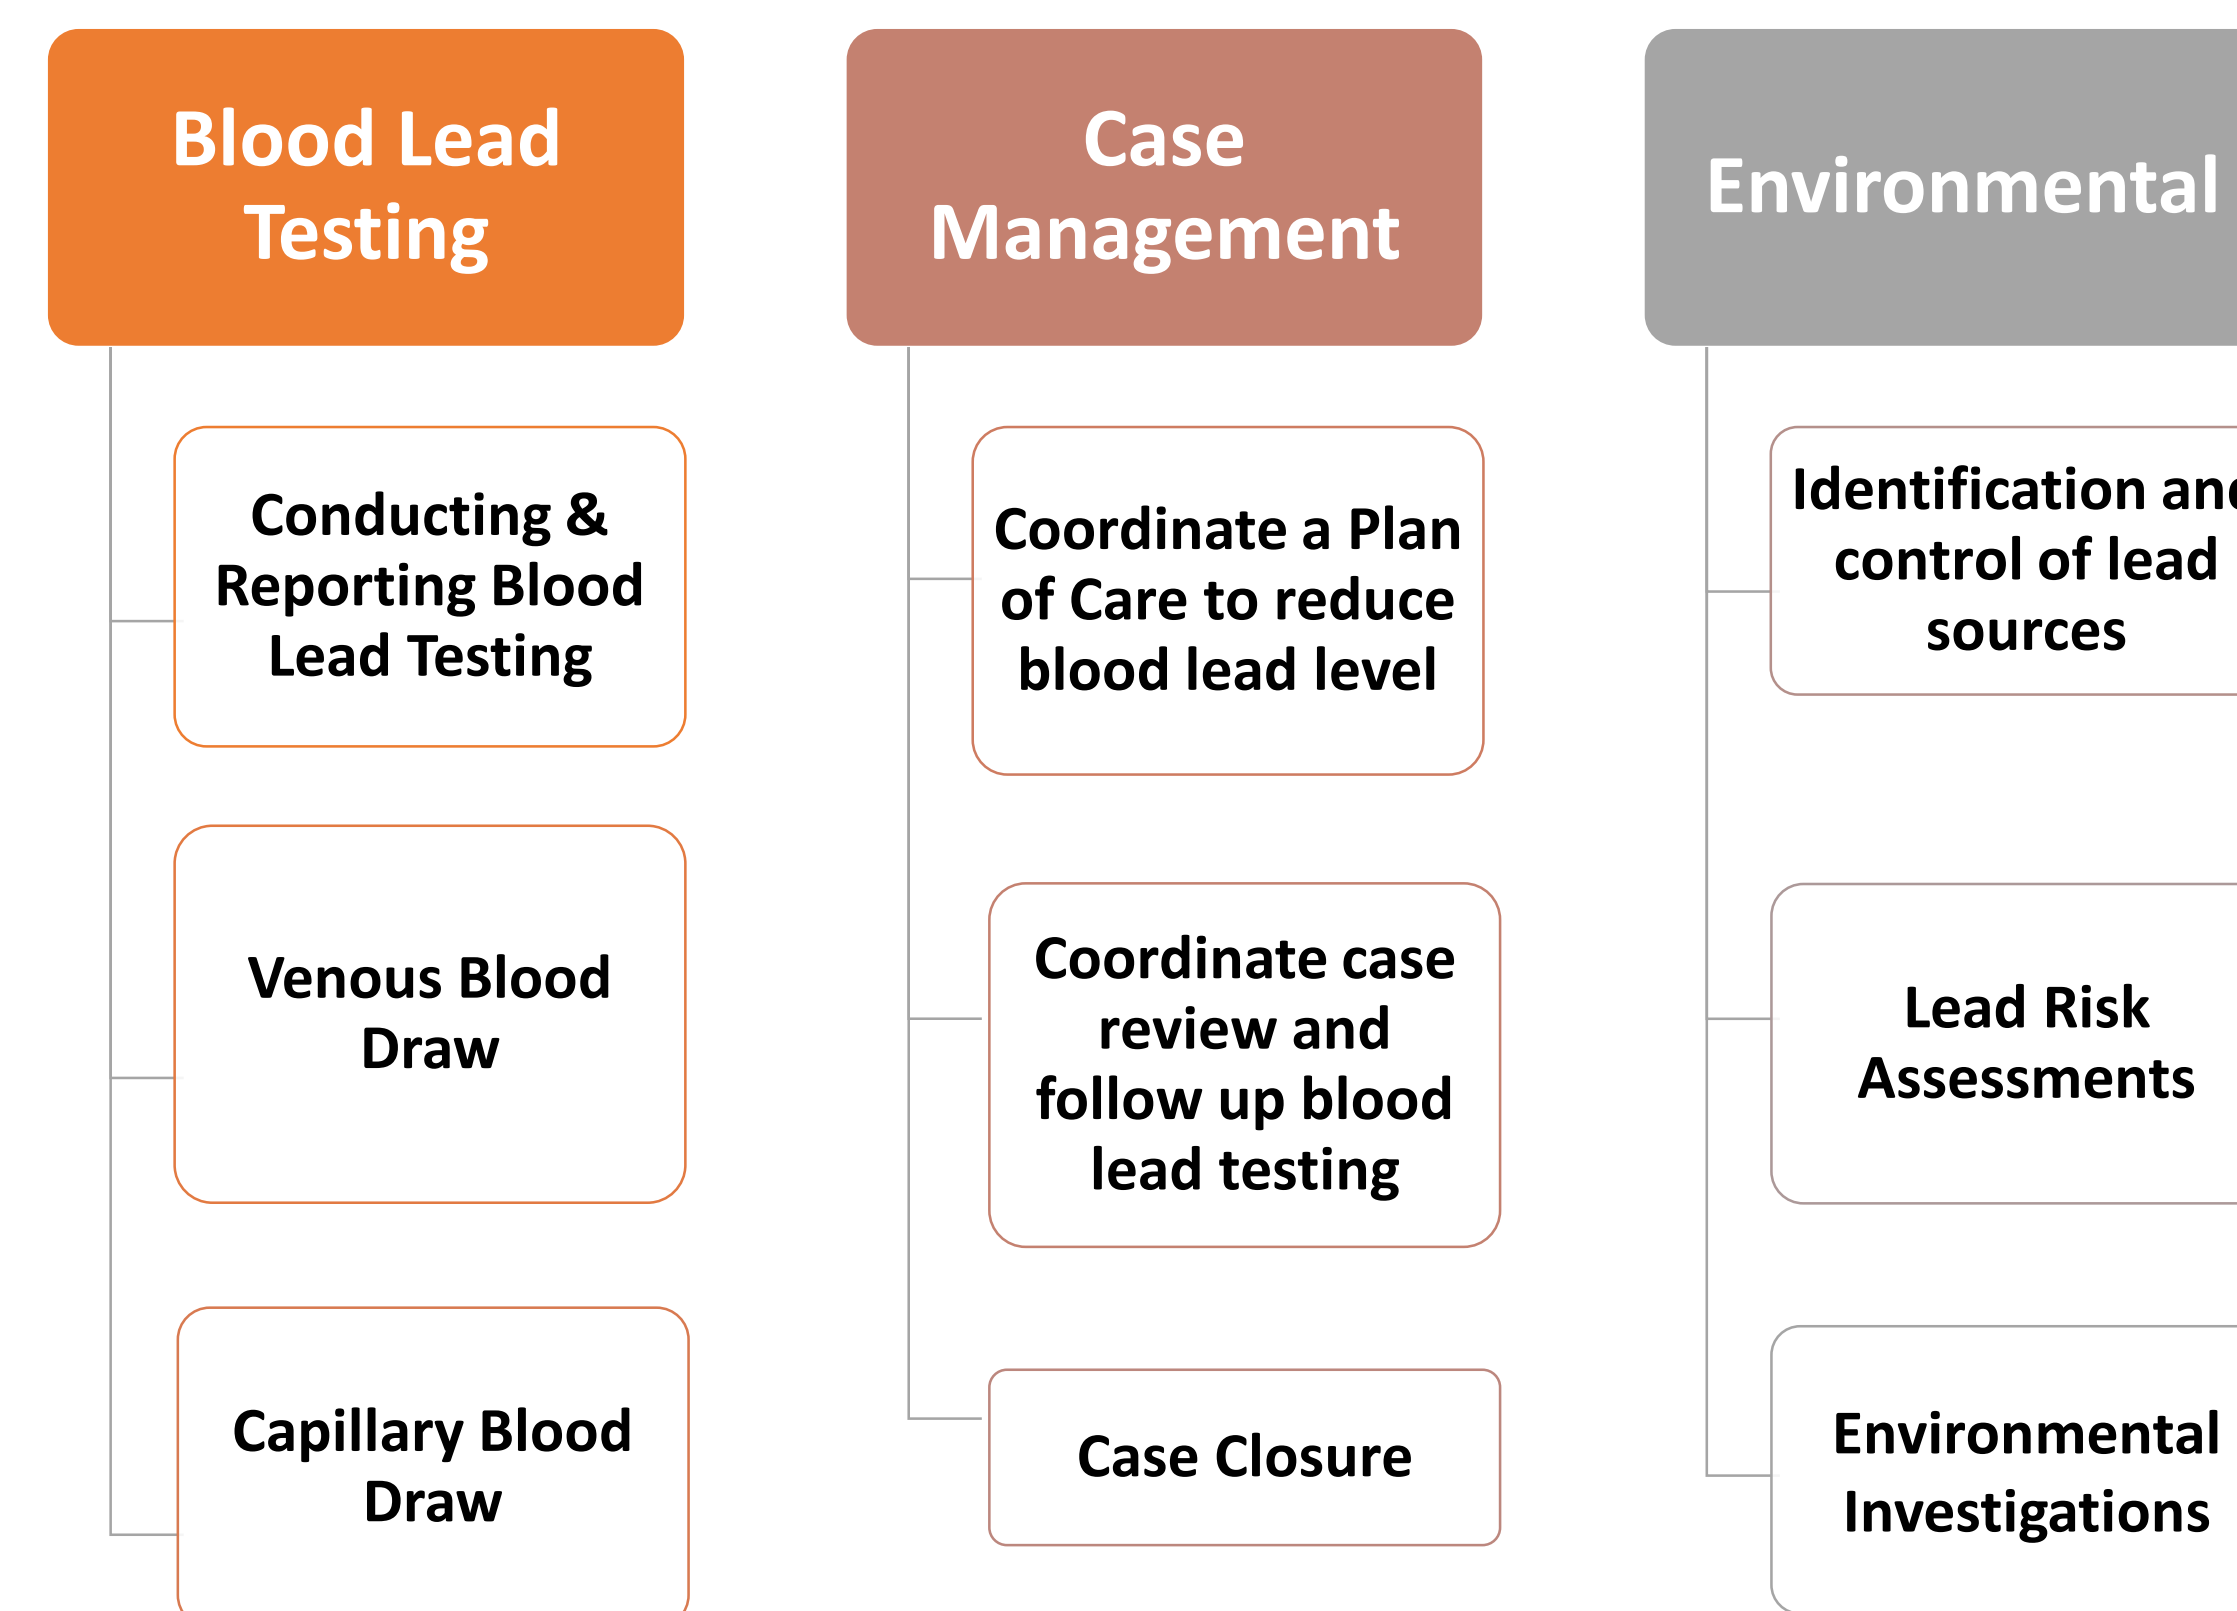 Blood Lead
Testing
Conducting &
Reporting Blood
Lead Testing
Venous Blood
Draw
Capillary Blood
Draw
Case
Management
Coordinate a Plan
of Care to reduce
blood lead level
Coordinate case
review and
follow up blood
lead testing
Case Closure
Environmental
Identification and
control of lead
sources
Lead Risk
Assessments
Environmental
Investigations